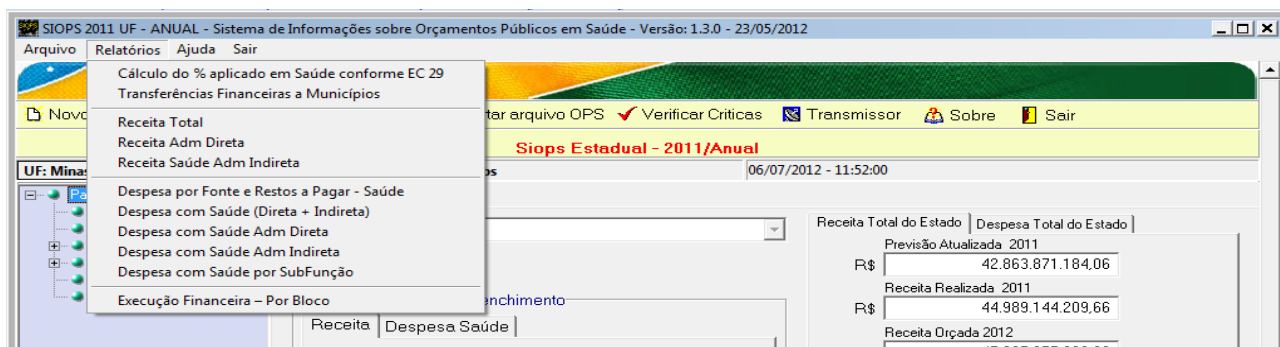 SIOPS 2011 UF - ANUAL - Sistema de Informações sobre Orçamentos Públicos em Saúde - Versão: 1.3.0 - 23/05/2012
Arquivo Relatórios Ajuda Sair
Cálculo do % aplicado em Saúde conforme EC 29
Transferências Financeiras a Municípios
Receita Total
Receita Adm Direta
Receita Saúde Adm Indireta
Despesa por Fonte e Restos a Pagar - Saúde
Despesa com Saúde (Direta + Indireta)
Despesa com Saúde Adm Direta
Despesa com Saúde Adm Indireta
Despesa com Saúde por SubFunção
Execução Financeira – Por Bloco
Novo arquivo OPS Verificar Criticas Transmissor Sobre Sair
Siops Estadual - 2011/Anual
UF: Minas 06/07/2012 - 11:52:00
Receita Total do Estado Despesa Total do Estado
Previsão Atualizada 2011
R$ 42.863.871.184,06
Receita Realizada 2011
R$ 44.989.144.209,66
Receita Orçada 2012
Receita Despesa Saúde